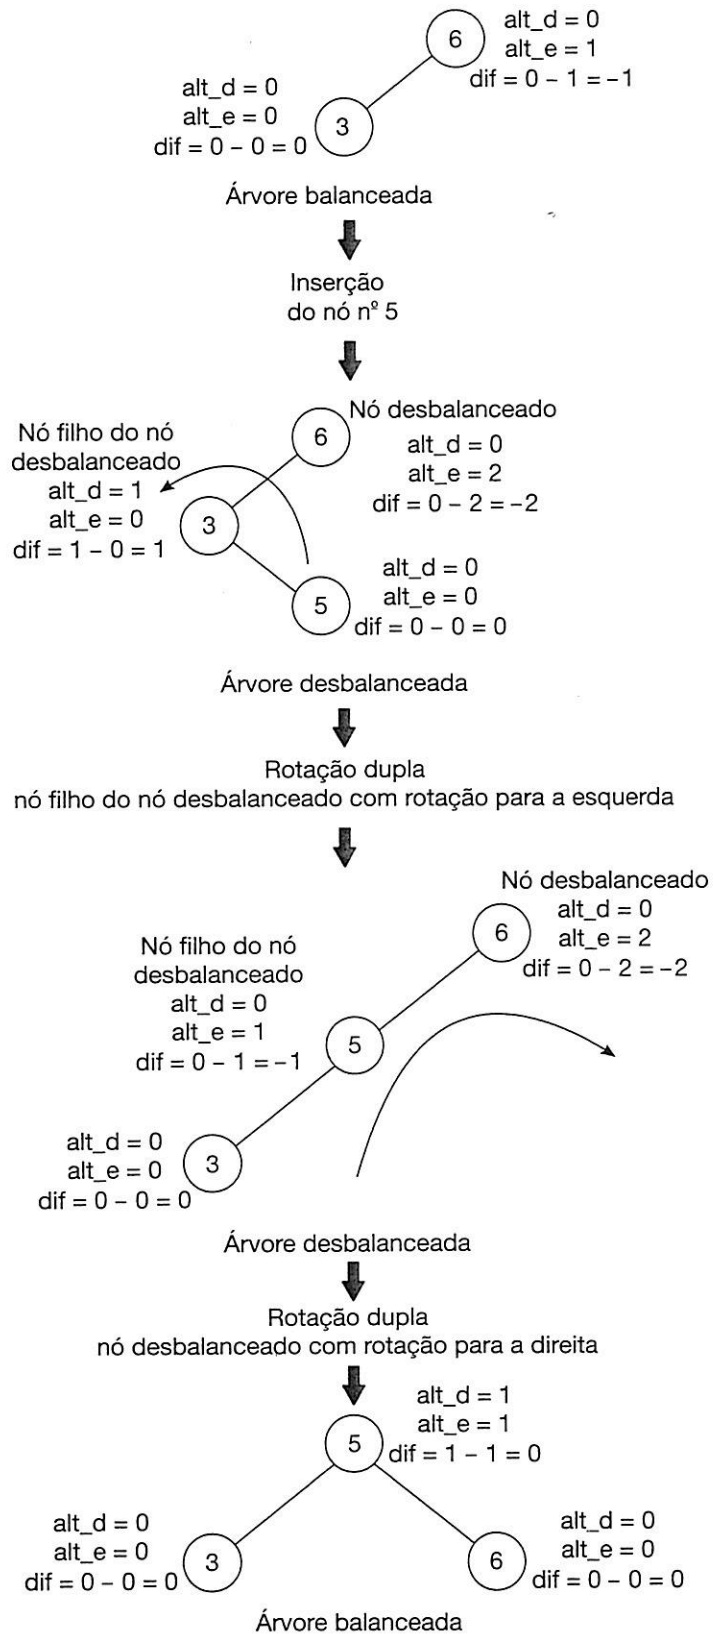 6
alt_d = 0
alt_e = 1
dif = 0 – 1 = –1
alt_d = 0
alt_e = 0
dif = 0 – 0 = 0
3
Árvore balanceada
Inserção
do nó nº 5
Nó desbalanceado
6
alt_d = 0
alt_e = 2
dif = 0 – 2 = –2
Nó filho do nó
desbalanceado
alt_d = 1
alt_e = 0
dif = 1 – 0 = 1
3
alt_d = 0
alt_e = 0
dif = 0 – 0 = 0
5
Árvore desbalanceada
Rotação dupla
nó filho do nó desbalanceado com rotação para a esquerda
Nó desbalanceado
6
alt_d = 0
alt_e = 2
dif = 0 – 2 = –2
Nó filho do nó
desbalanceado
alt_d = 0
alt_e = 1
dif = 0 – 1 = –1
5
alt_d = 0
alt_e = 0
dif = 0 – 0 = 0
3
Árvore desbalanceada
Rotação dupla
nó desbalanceado com rotação para a direita
5
alt_d = 1
alt_e = 1
dif = 1 – 1 = 0
alt_d = 0
alt_e = 0
dif = 0 – 0 = 0
3
6
alt_d = 0
alt_e = 0
dif = 0 – 0 = 0
Árvore balanceada